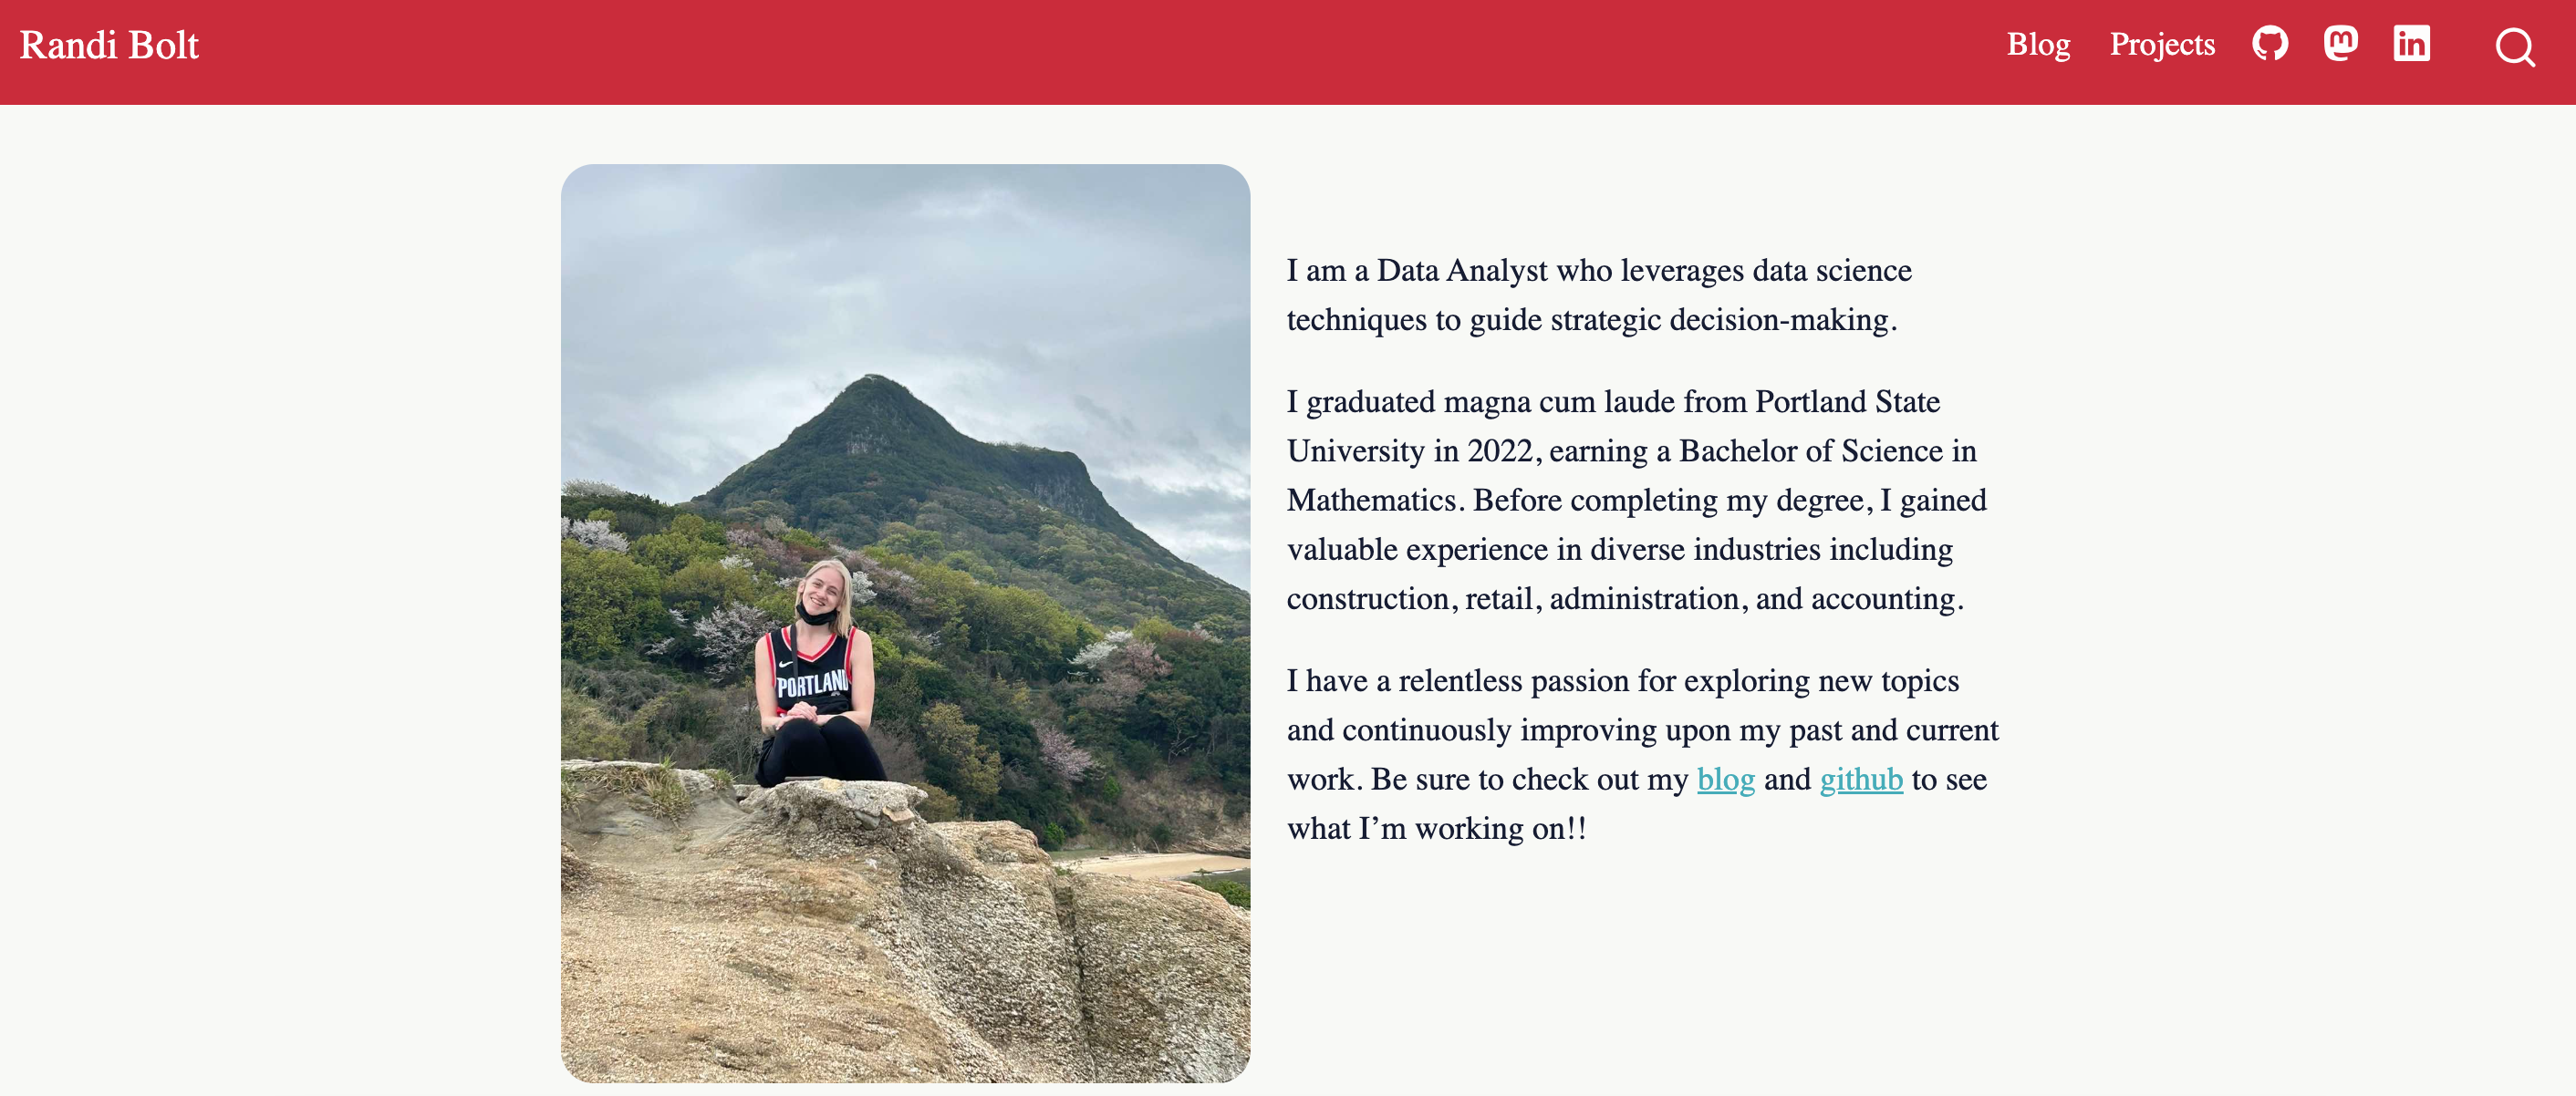 Randi Bolt
Blog Projects
I am a Data Analyst who leverages data science
techniques to guide strategic decision-making.
I graduated magna cum laude from Portland State
University in 2022, earning a Bachelor of Science in
Mathematics. Before completing my degree, I gained
valuable experience in diverse industries including
construction, retail, administration, and accounting.
I have a relentless passion for exploring new topics
and continuously improving upon my past and current
work. Be sure to check out my blog and github to see
what I’m working on!!
PORTLAND